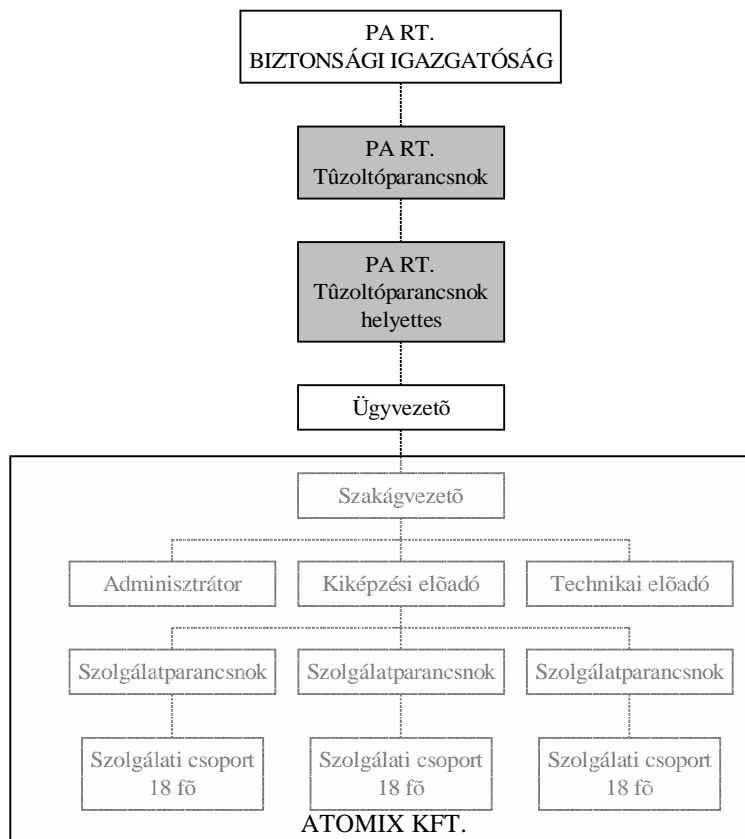 PA RT.
BIZTONSÁGI IGAZGATÓSÁG
PA RT.
Tûzoltóparancsnok
PA RT.
Tûzoltóparancsnok
helyettes
Ügyvezetõ
Szakágvezetõ
Adminisztrátor
Kiképzési elõadó
Technikai elõadó
Szolgálatparancsnok
Szolgálatparancsnok
Szolgálatparancsnok
Szolgálati csoport
18 fõ
Szolgálati csoport
18 fõ
Szolgálati csoport
18 fõ
ATOMIX KFT.